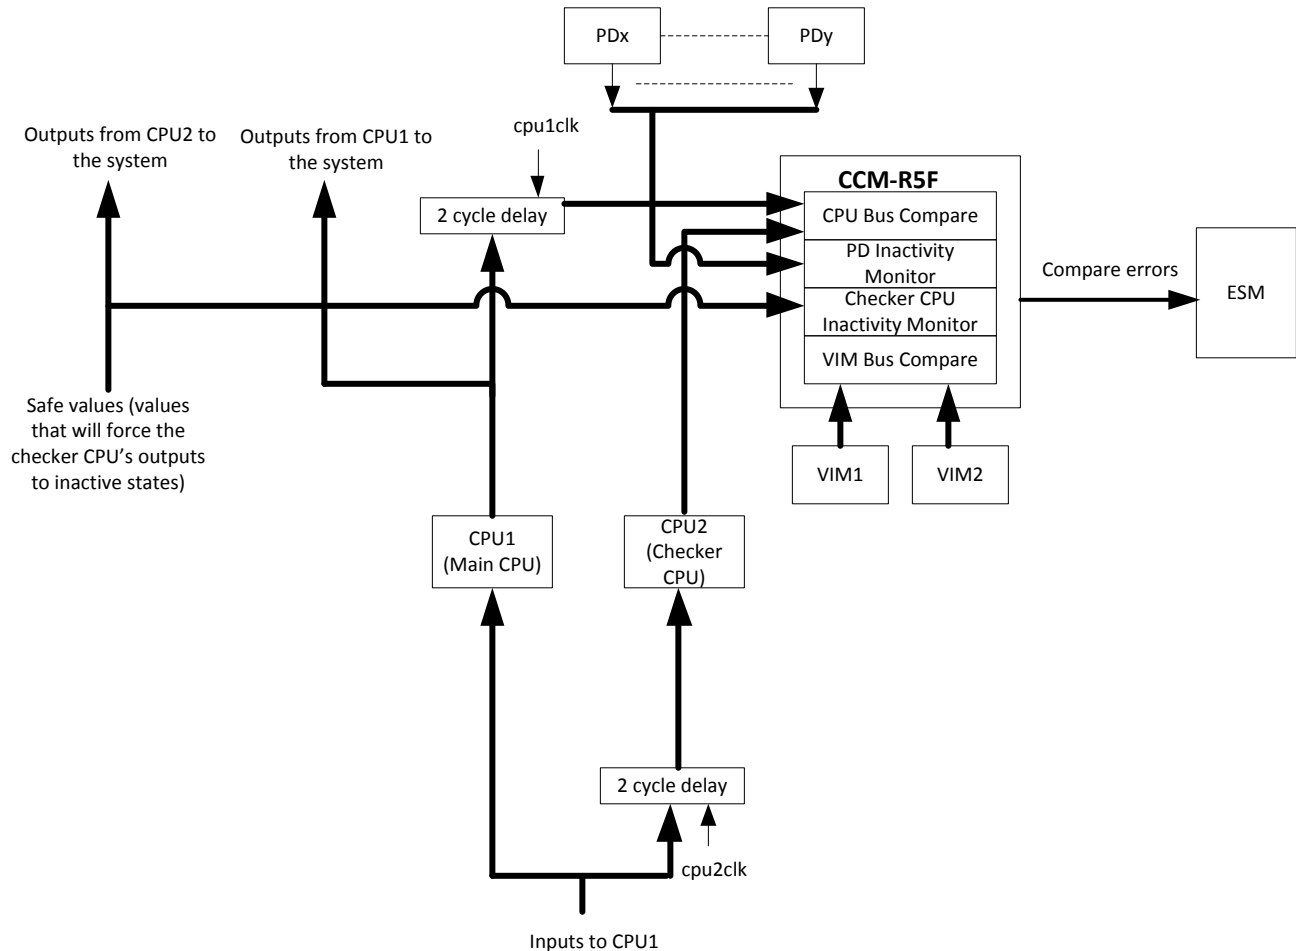 PDx
PDy
Outputs from CPU2 to
the system
Outputs from CPU1 to
the system
cpu1clk
2 cycle delay
CCM-R5F
CPU Bus Compare
PD Inactivity
Monitor
Checker CPU
Inactivity Monitor
VIM Bus Compare
Compare errors
ESM
Safe values (values
that will force the
checker CPU’s outputs
to inactive states)
VIM1
VIM2
CPU1
(Main CPU)
CPU2
(Checker
CPU)
2 cycle delay
cpu2clk
Inputs to CPU1